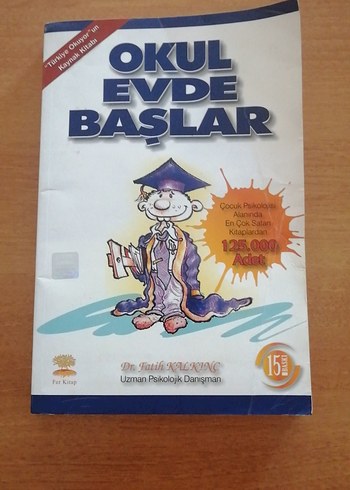 "Türkiye Okuyor"un
Kaynak Kitabı
OKUL
EVDE
BAŞLAR
Çocuk Psikolojisi
Alanında
En Çok Satan
Kitaplardan
125.000
Adet
Dr. Fatih KALKINÇ
Uzman Psikolojik Danışman
15